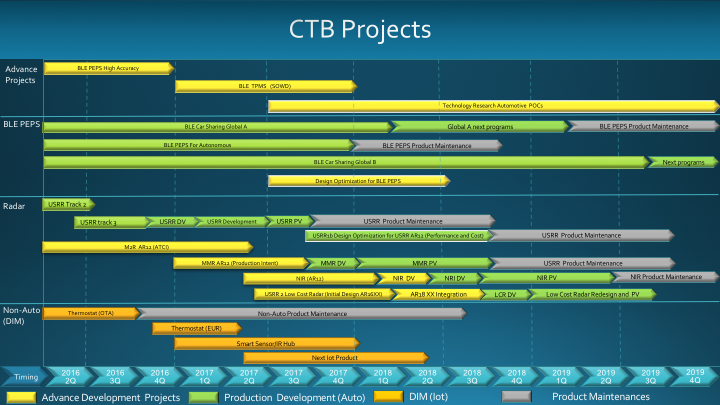 CTB Projects
Advance
Projects
BLE PEPS High Accuracy
BLE TPMS (SOWD)
Technology Research Automotive POCs
BLE PEPS
BLE Car Sharing Global A
Global A next programs
BLE PEPS Product Maintenance
BLE PEPS For Autonomous
BLE PEPS Product Maintenance
BLE Car Sharing Global B
Next programs
Design Optimization for BLE PEPS
Radar
USRR Track 2
USRR track 3
USRR DV
USRR Development
USRR PV
USRR Product Maintenance
USRR1b Design Optimization for USRR AR12 (Performance and Cost)
USRR Product Maintenance
M2R AR12 (ATCI)
MMR AR12 (Production Intent)
MMR DV
MMR PV
USRR Product Maintenance
NIR (AR12)
NIR DV
NRI DV
NIR PV
NIR Product Maintenance
USRR 2 Low Cost Radar (Initial Design AR16XX)
AR18 XX Integration
LCR DV
Low Cost Radar Redesign and PV
Non-Auto
(DIM)
Thermostat (OTA)
Non-Auto Product Maintenance
Thermostat (EUR)
Smart Sensor/IR Hub
Next Iot Product
Timing
2016 2Q
2016 3Q
2016 4Q
2017 1Q
2017 2Q
2017 3Q
2017 4Q
2018 1Q
2018 2Q
2018 3Q
2018 4Q
2019 1Q
2019 2Q
2019 3Q
2019 4Q
Advance Development Projects
Production Development (Auto)
DIM (Iot)
Product Maintenances